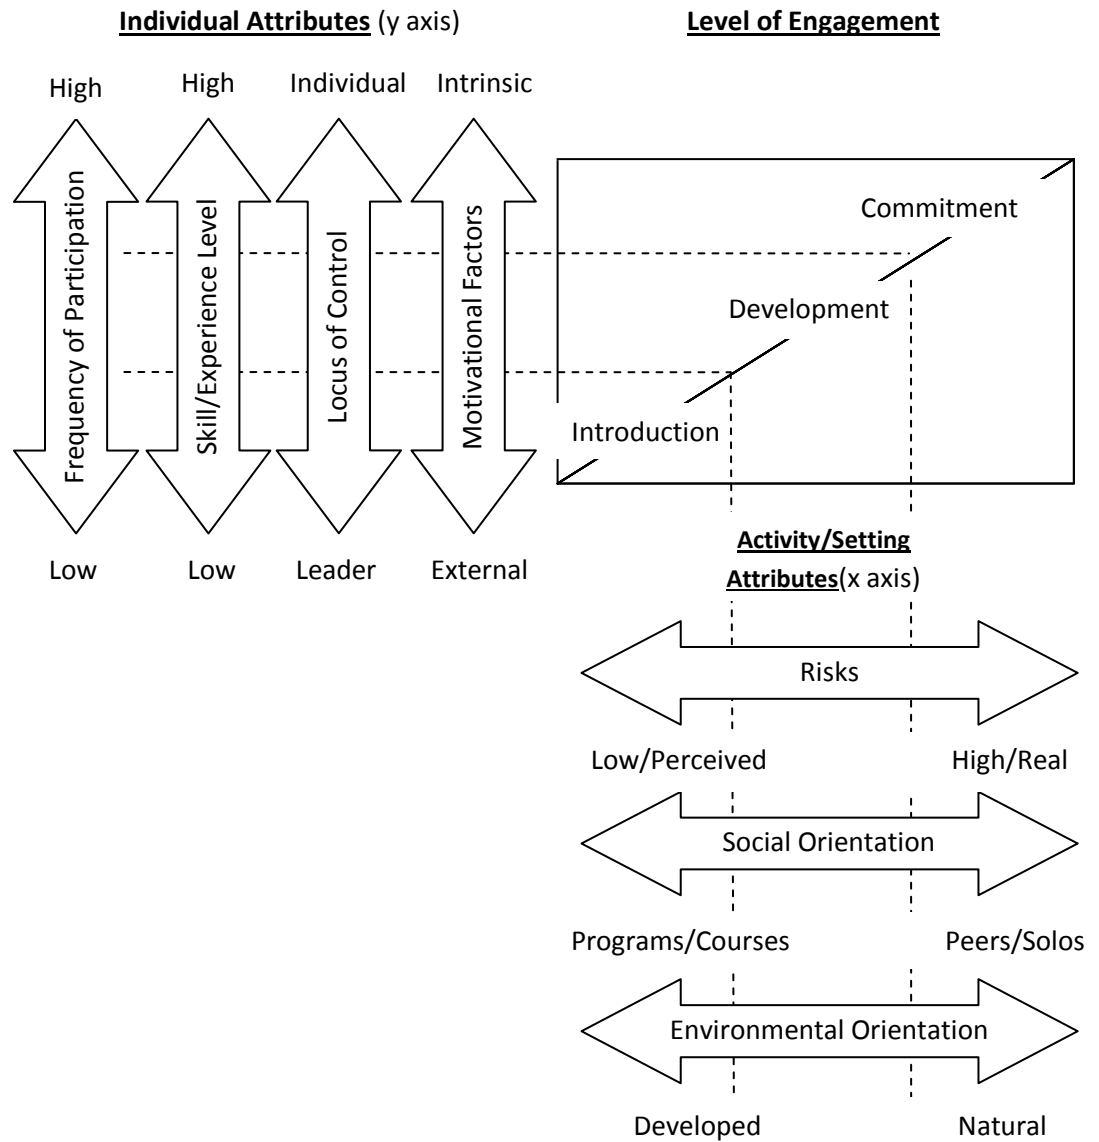 Individual Attributes (y axis)
Level of Engagement
High
High
Individual
Intrinsic
Frequency of Participation
Skill/Experience Level
Locus of Control
Motivational Factors
Low
Low
Leader
External
Commitment
Development
Introduction
Activity/Setting
Attributes(x axis)
Risks
Low/Perceived
High/Real
Social Orientation
Programs/Courses
Peers/Solos
Environmental Orientation
Developed
Natural